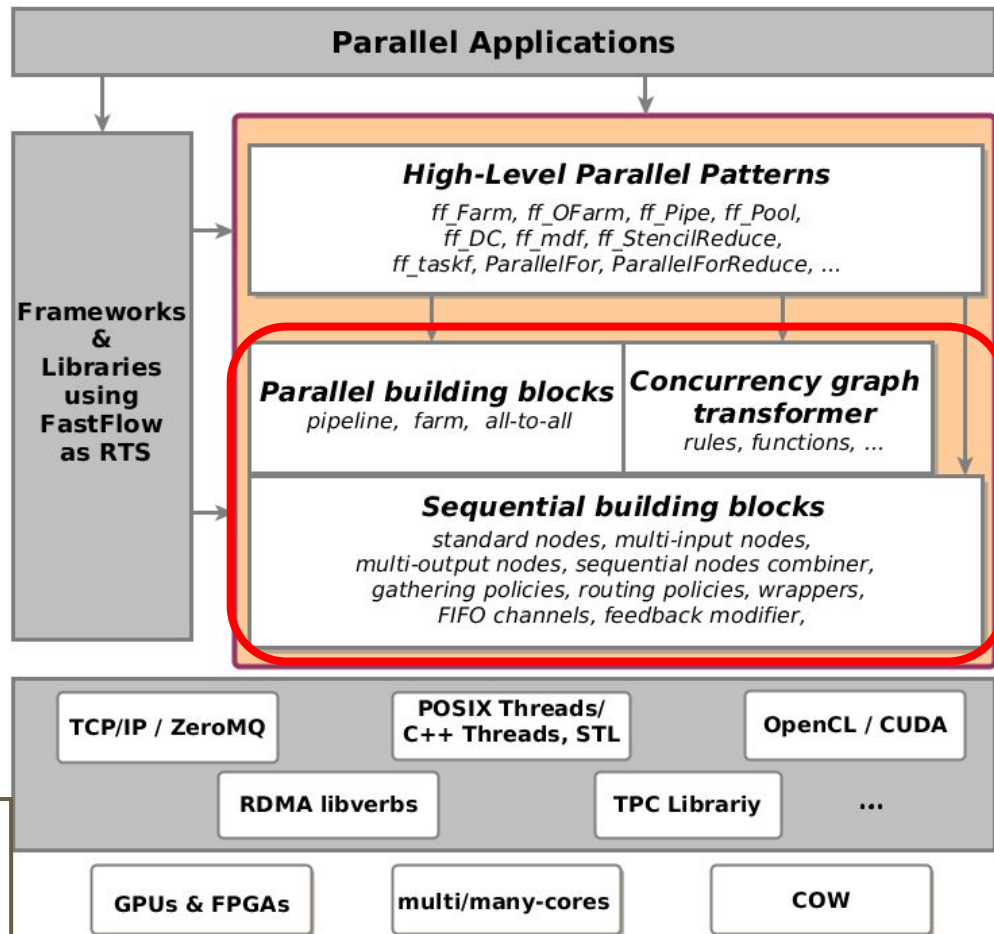 Parallel Applications
High-Level Parallel Patterns
ff_Farm, ff_OFarm, ff_Pipe, ff_Pool,
ff_DC, ff_mdf, ff_StencilReduce,
ff_taskf, ParallelFor, ParallelForReduce, ...
Frameworks
&
Libraries
using
FastFlow
as RTS
Parallel building blocks
pipeline, farm, all-to-all
Concurrency graph
transformer
rules, functions, ...
Sequential building blocks
standard nodes, multi-input nodes,
multi-output nodes, sequential nodes combiner,
gathering policies, routing policies, wrappers,
FIFO channels, feedback modifier,
TCP/IP / ZeroMQ
POSIX Threads/
C++ Threads, STL
OpenCL / CUDA
RDMA libverbs
TPC Librariy
...
GPUs & FPGAs
multi/many-cores
COW